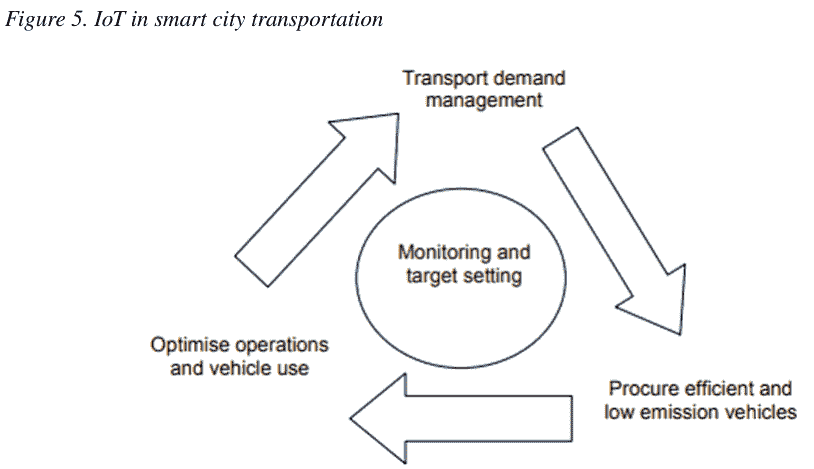 Figure 5. IoT in smart city transportation
Transport demand
management
Monitoring and
target setting
Optimise operations
and vehicle use
Procure efficient and
low emission vehicles